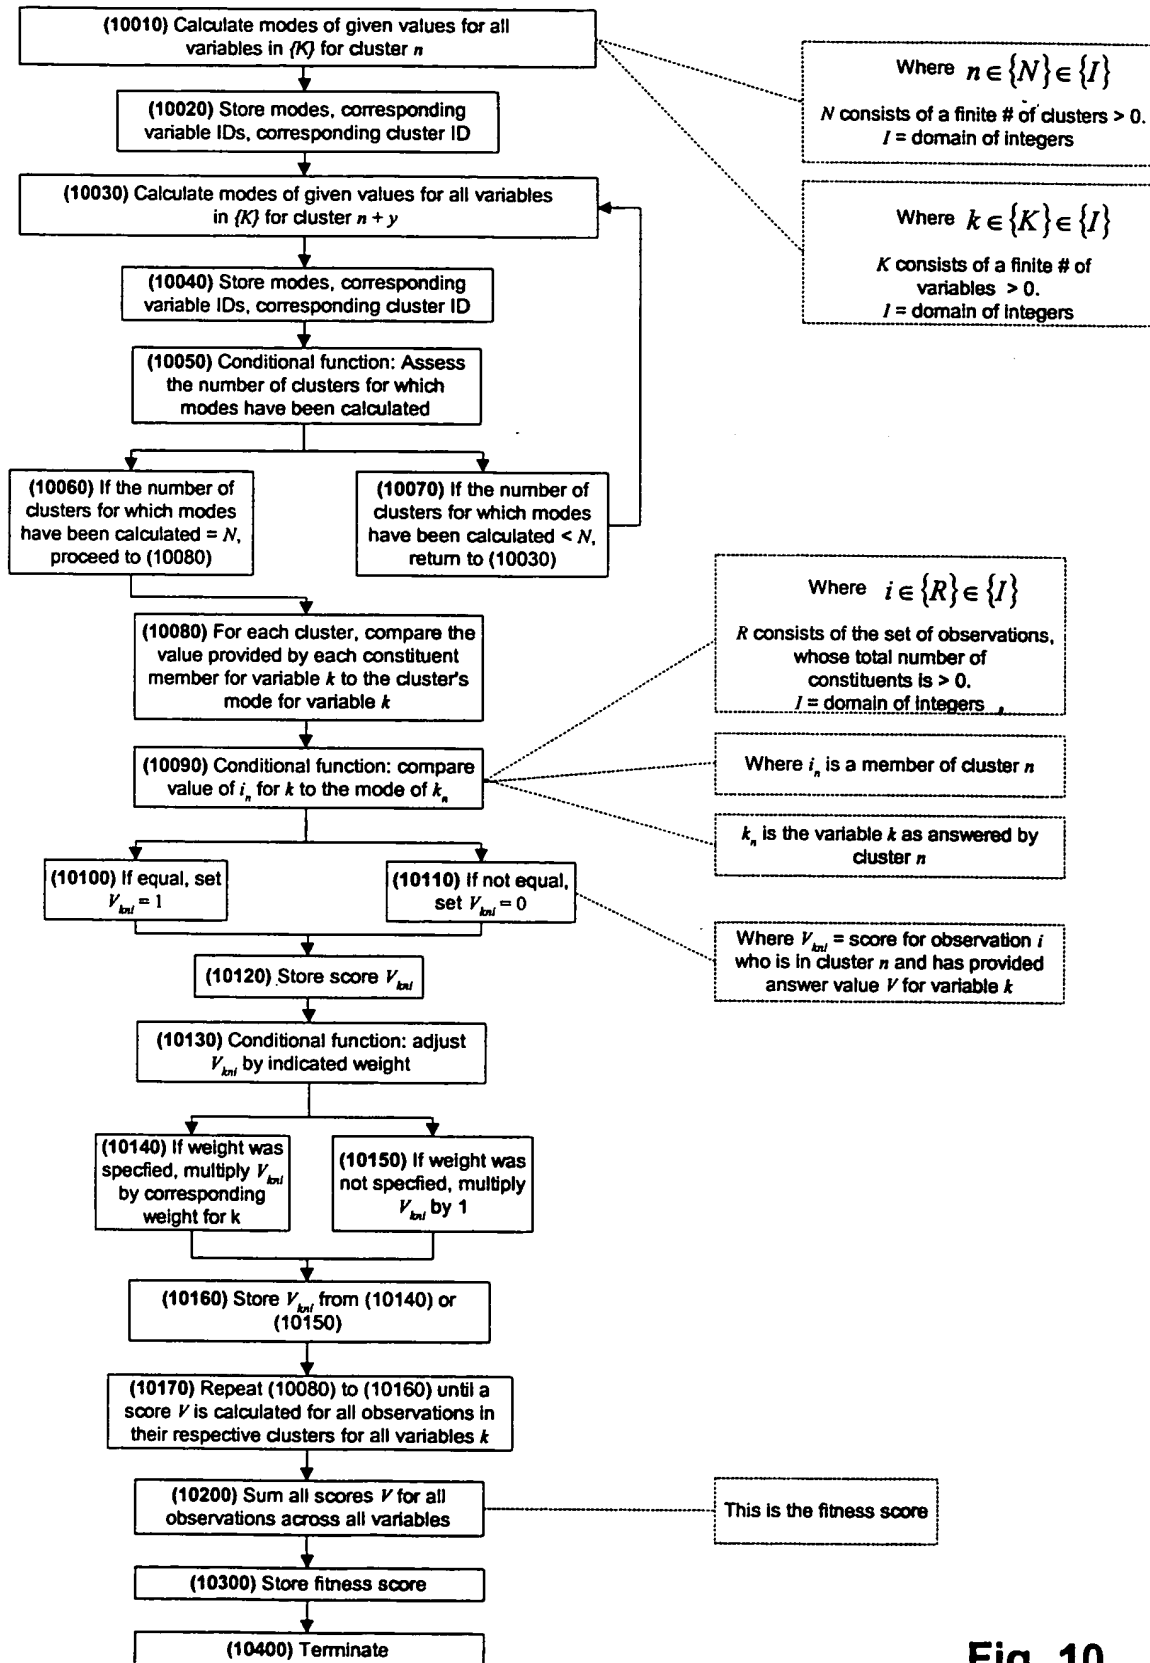 (10010) Calculate modes of given values for all
variables in {K} for cluster n
Where n ∈ {N} ∈ {I}
N consists of a finite # of clusters > 0.
I = domain of integers
(10020) Store modes, corresponding
variable IDs, corresponding cluster ID
(10030) Calculate modes of given values for all variables
in {K} for cluster n + y
Where k ∈ {K} ∈ {I}
K consists of a finite # of
variables > 0.
I = domain of integers
(10040) Store modes, corresponding
variable IDs, corresponding cluster ID
(10050) Conditional function: Assess
the number of clusters for which
modes have been calculated
(10060) If the number of
clusters for which modes
have been calculated = N,
proceed to (10080)
(10070) If the number of
clusters for which modes
have been calculated < N,
return to (10030)
Where i ∈ {R} ∈ {I}
R consists of the set of observations,
whose total number of
constituents is > 0.
I = domain of integers
(10080) For each cluster, compare the
value provided by each constituent
member for variable k to the cluster's
mode for variable k
(10090) Conditional function: compare
value of i_n for k to the mode of k_n
Where i_n is a member of cluster n
k_n is the variable k as answered by
cluster n
(10100) If equal, set
V_kni = 1
(10110) If not equal,
set V_kni = 0
Where V_kni = score for observation i
who is in cluster n and has provided
answer value V for variable k
(10120) Store score V_kni
(10130) Conditional function: adjust
V_kni by indicated weight
(10140) If weight was
specfied, multiply V_kni
by corresponding
weight for k
(10150) If weight was
not specfied, multiply
V_kni by 1
(10160) Store V_kni from (10140) or
(10150)
(10170) Repeat (10080) to (10160) until a
score V is calculated for all observations in
their respective clusters for all variables k
(10200) Sum all scores V for all
observations across all variables
This is the fitness score
(10300) Store fitness score
(10400) Terminate
Fig. 10